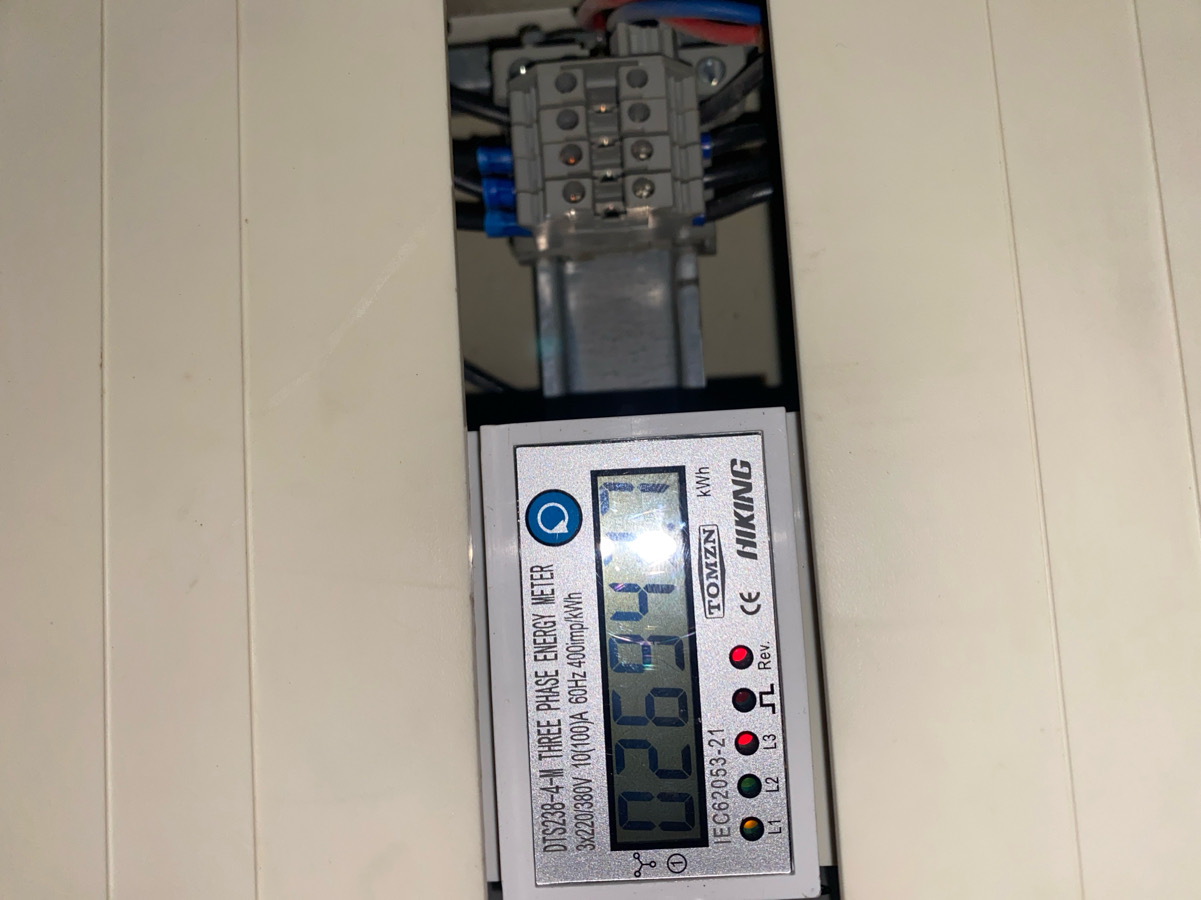 DTS238-4-M THREE PHASE ENERGY METER
3x220/380V 10(100)A 60Hz 400imp/kWh
1
kWh
IEC62053-21
TOMZN
L1 L2 L3 Rev.
CE HIKING